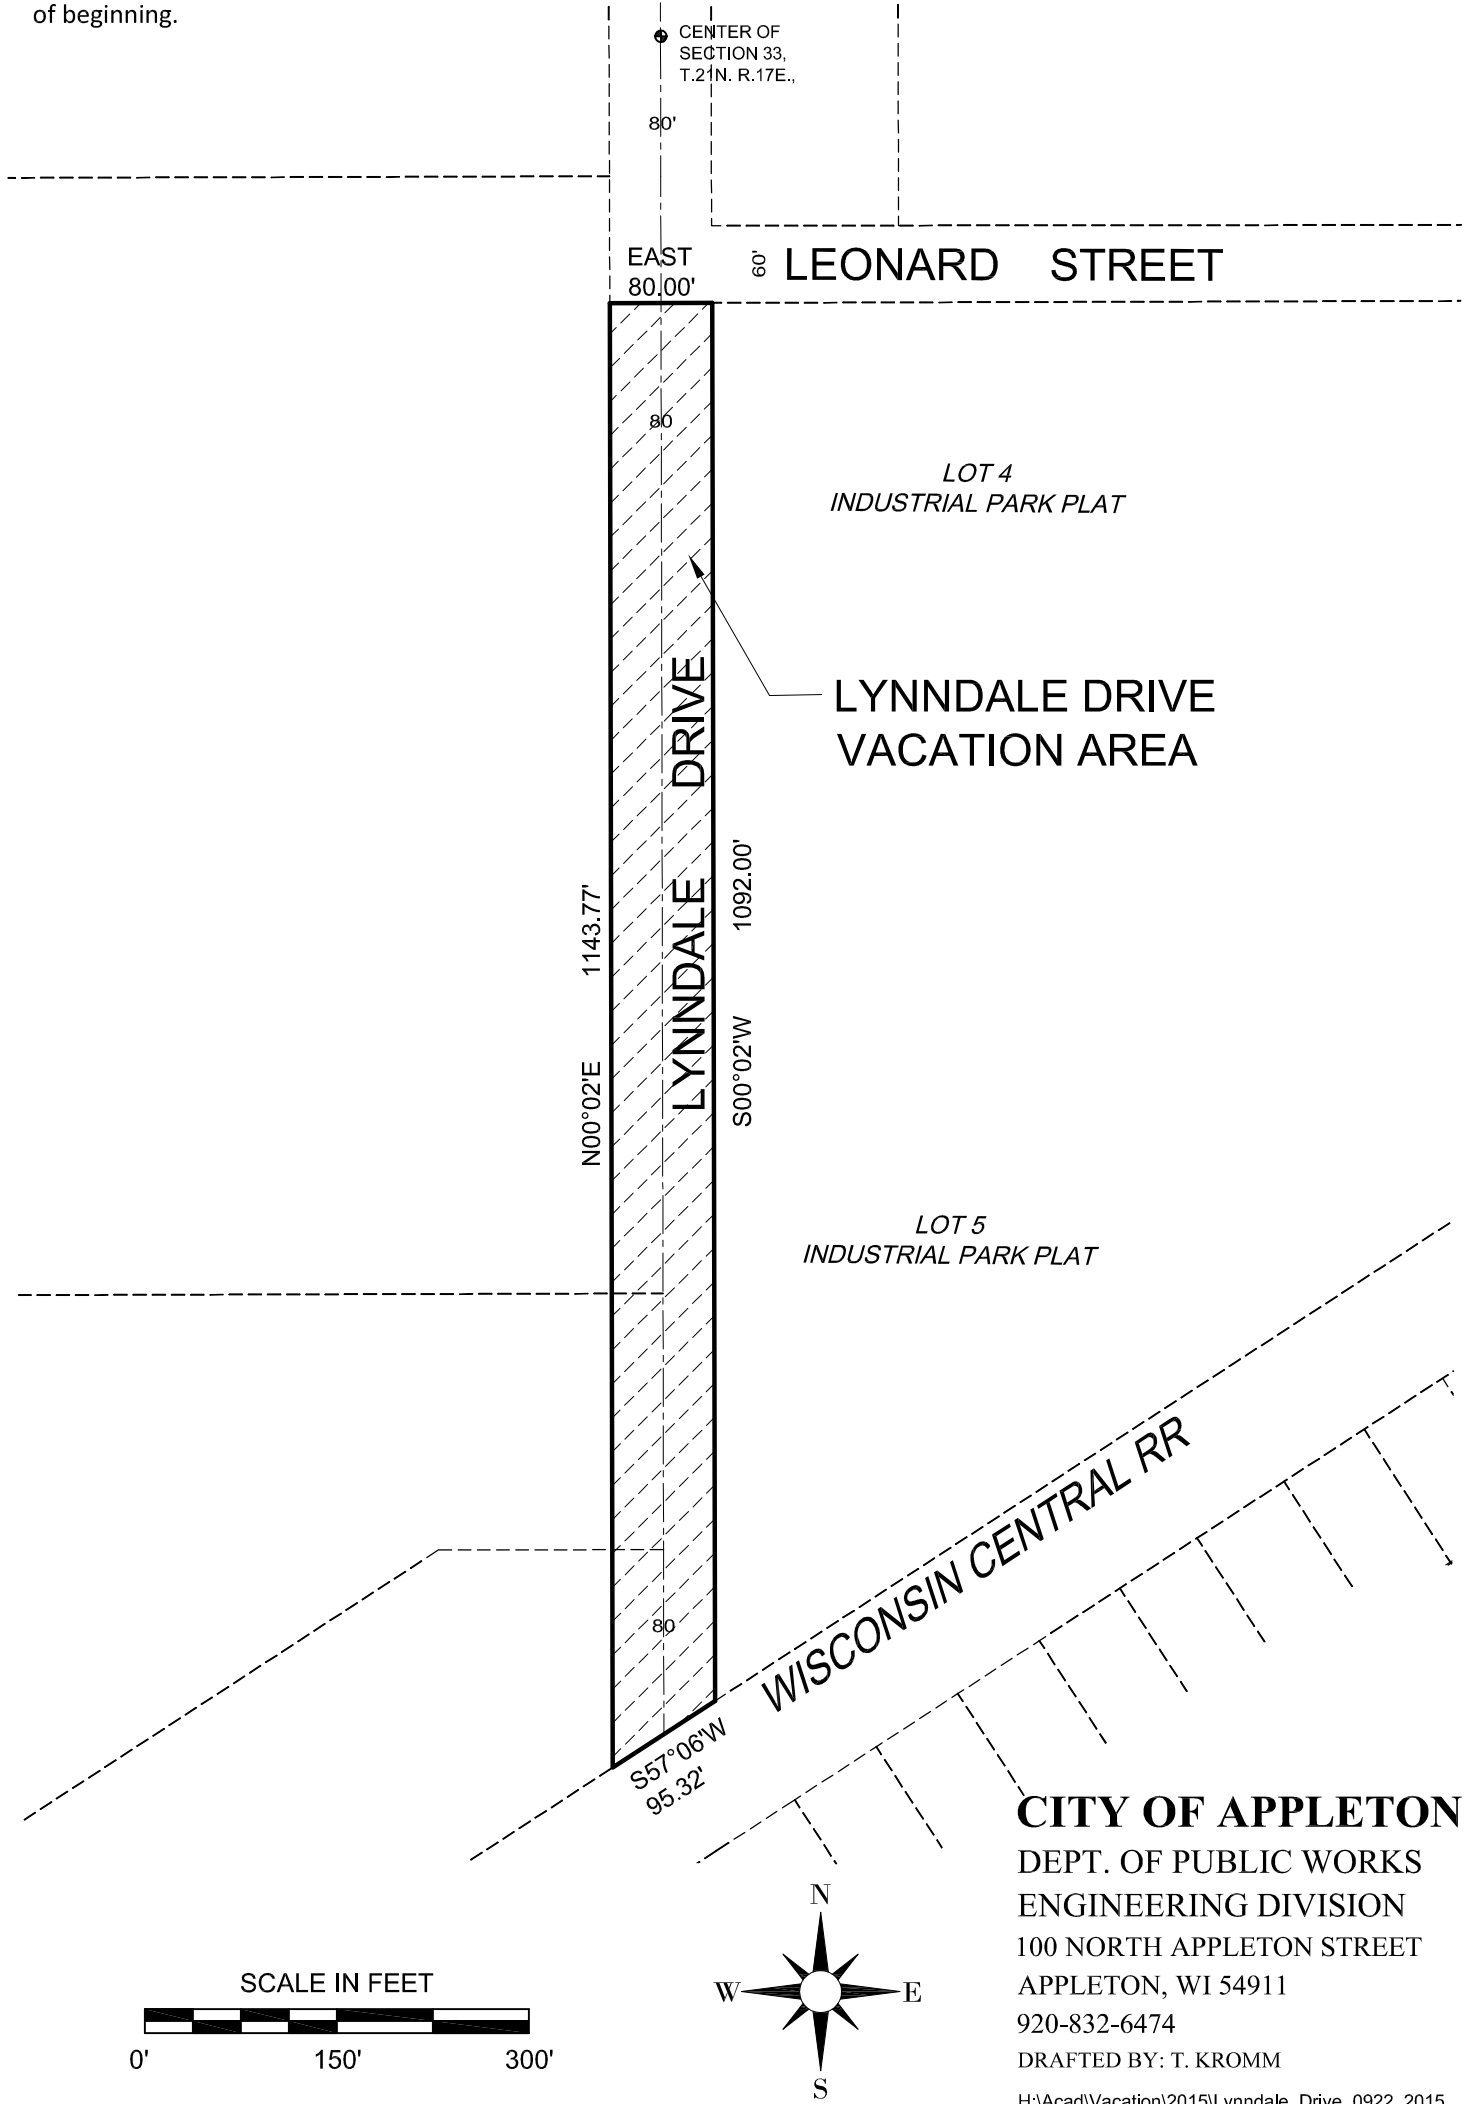 of beginning.
CENTER OF
SECTION 33,
T.21N. R.17E.,
80'
EAST
80.00'
60'
LEONARD STREET
80
LOT 4
INDUSTRIAL PARK PLAT
LYNNDALE DRIVE
VACATION AREA
LYNNDALE DRIVE
N00°02'E 1143.77'
S00°02'W 1092.00'
LOT 5
INDUSTRIAL PARK PLAT
WISCONSIN CENTRAL RR
80
S57°06'W
95.32'
CITY OF APPLETON
DEPT. OF PUBLIC WORKS
ENGINEERING DIVISION
100 NORTH APPLETON STREET
APPLETON, WI 54911
920-832-6474
DRAFTED BY: T. KROMM
H:\Acad\Vacation\2015\Lynndale_Drive_0922_2015
N
W
E
S
SCALE IN FEET
0' 150' 300'